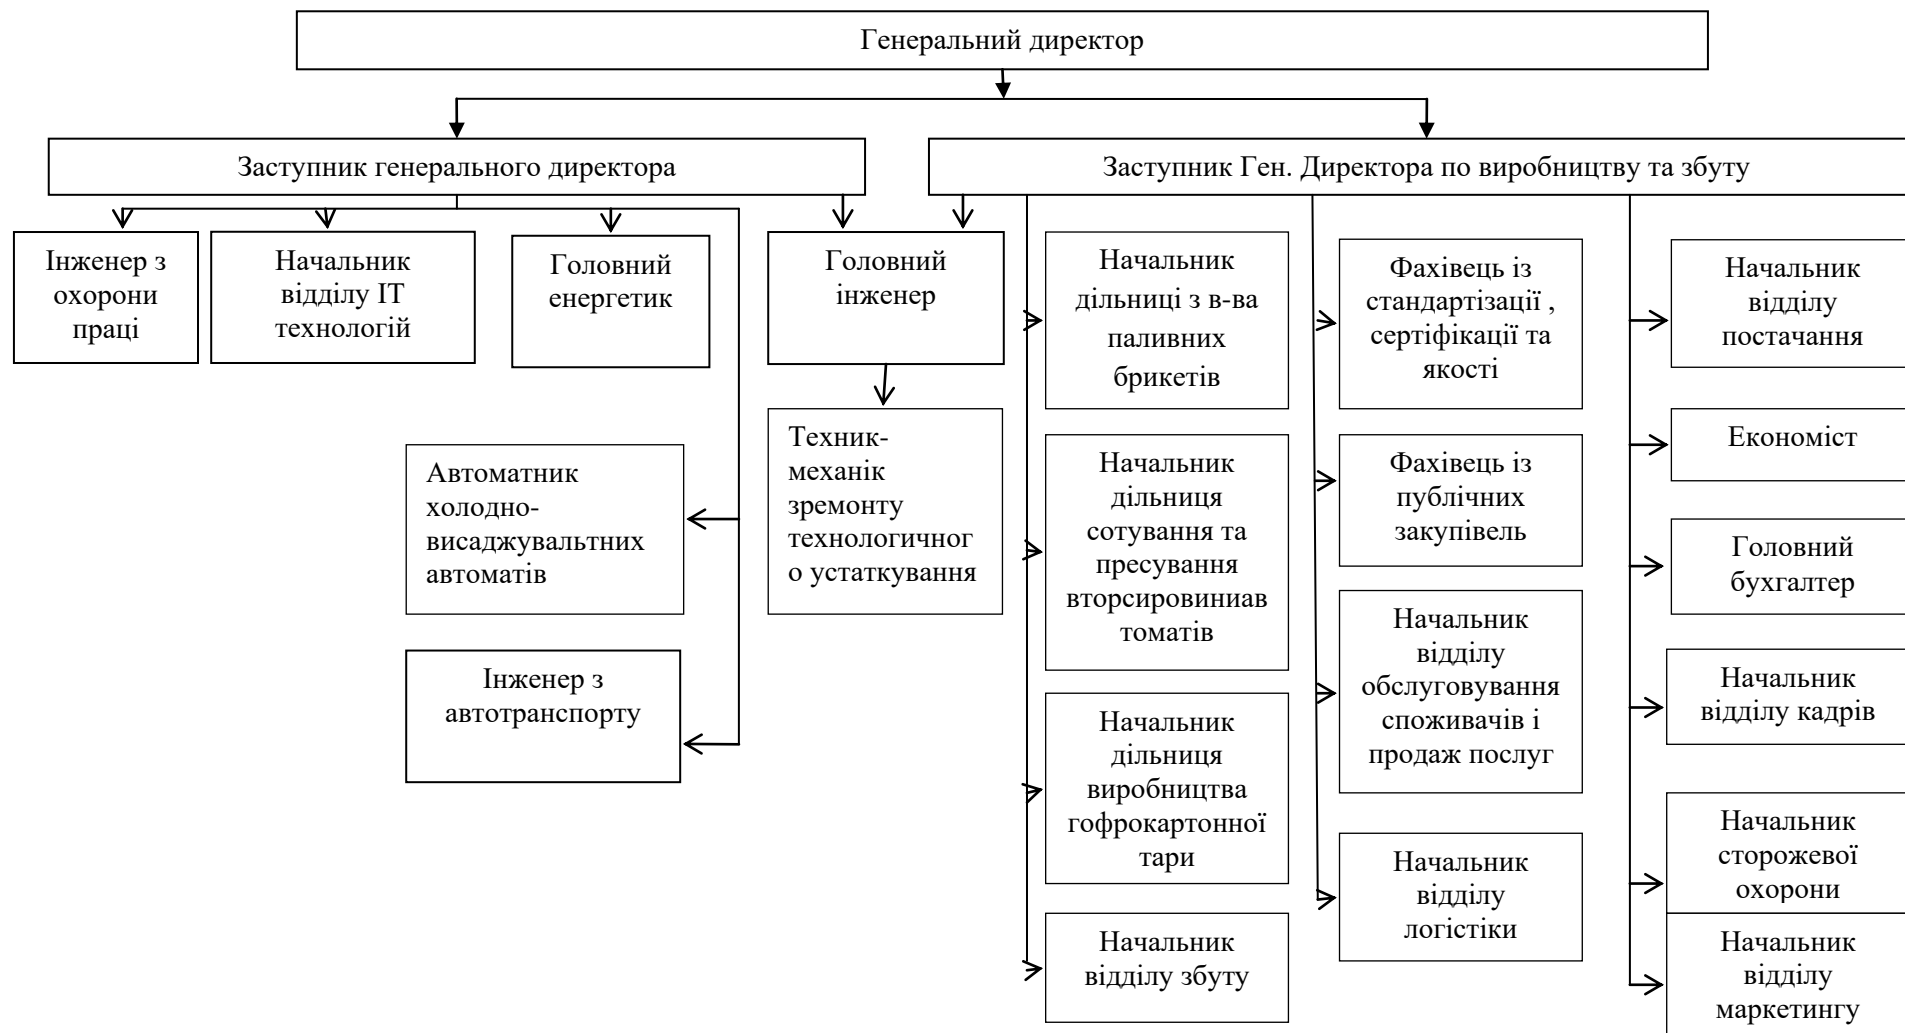 Генеральний директор
Заступник генерального директора
Заступник Ген. Директора по виробництву та збуту
Інженер з
охорони
праці
Начальник
відділу ІТ
технологій
Головний
енергетик
Головний
інженер
Начальник
дільниці з в-ва
паливних
брикетів
Фахівець із
стандартізації ,
сертифікації та
якості
Начальник
відділу
постачання
Автоматник
холодно-
висаджувальтних
автоматів
Техник-
механік
зремонту
технологичног
о устаткування
Начальник
дільниця
сотування та
пресування
вторсировиниав
томатів
Фахівець із
публічних
закупівель
Економіст
Головний
бухгалтер
Інженер з
автотранспорту
Начальник
дільниця
виробництва
гофрокартонної
тари
Начальник
відділу
обслуговування
споживачів і
продаж послуг
Начальник
відділу кадрів
Начальник
відділу збуту
Начальник
відділу
логістіки
Начальник
сторожевої
охорони
Начальник
відділу
маркетингу